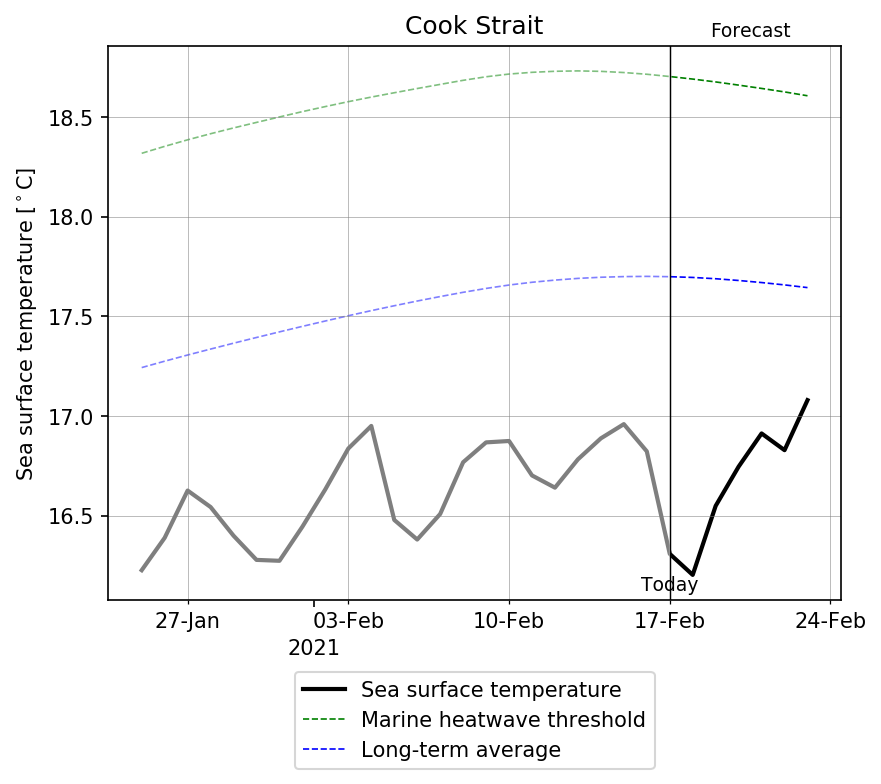 Cook Strait
Forecast
Sea surface temperature [°C]
18.5
18.0
17.5
17.0
16.5
Today
27-Jan
03-Feb
10-Feb
17-Feb
24-Feb
2021
Sea surface temperature
Marine heatwave threshold
Long-term average